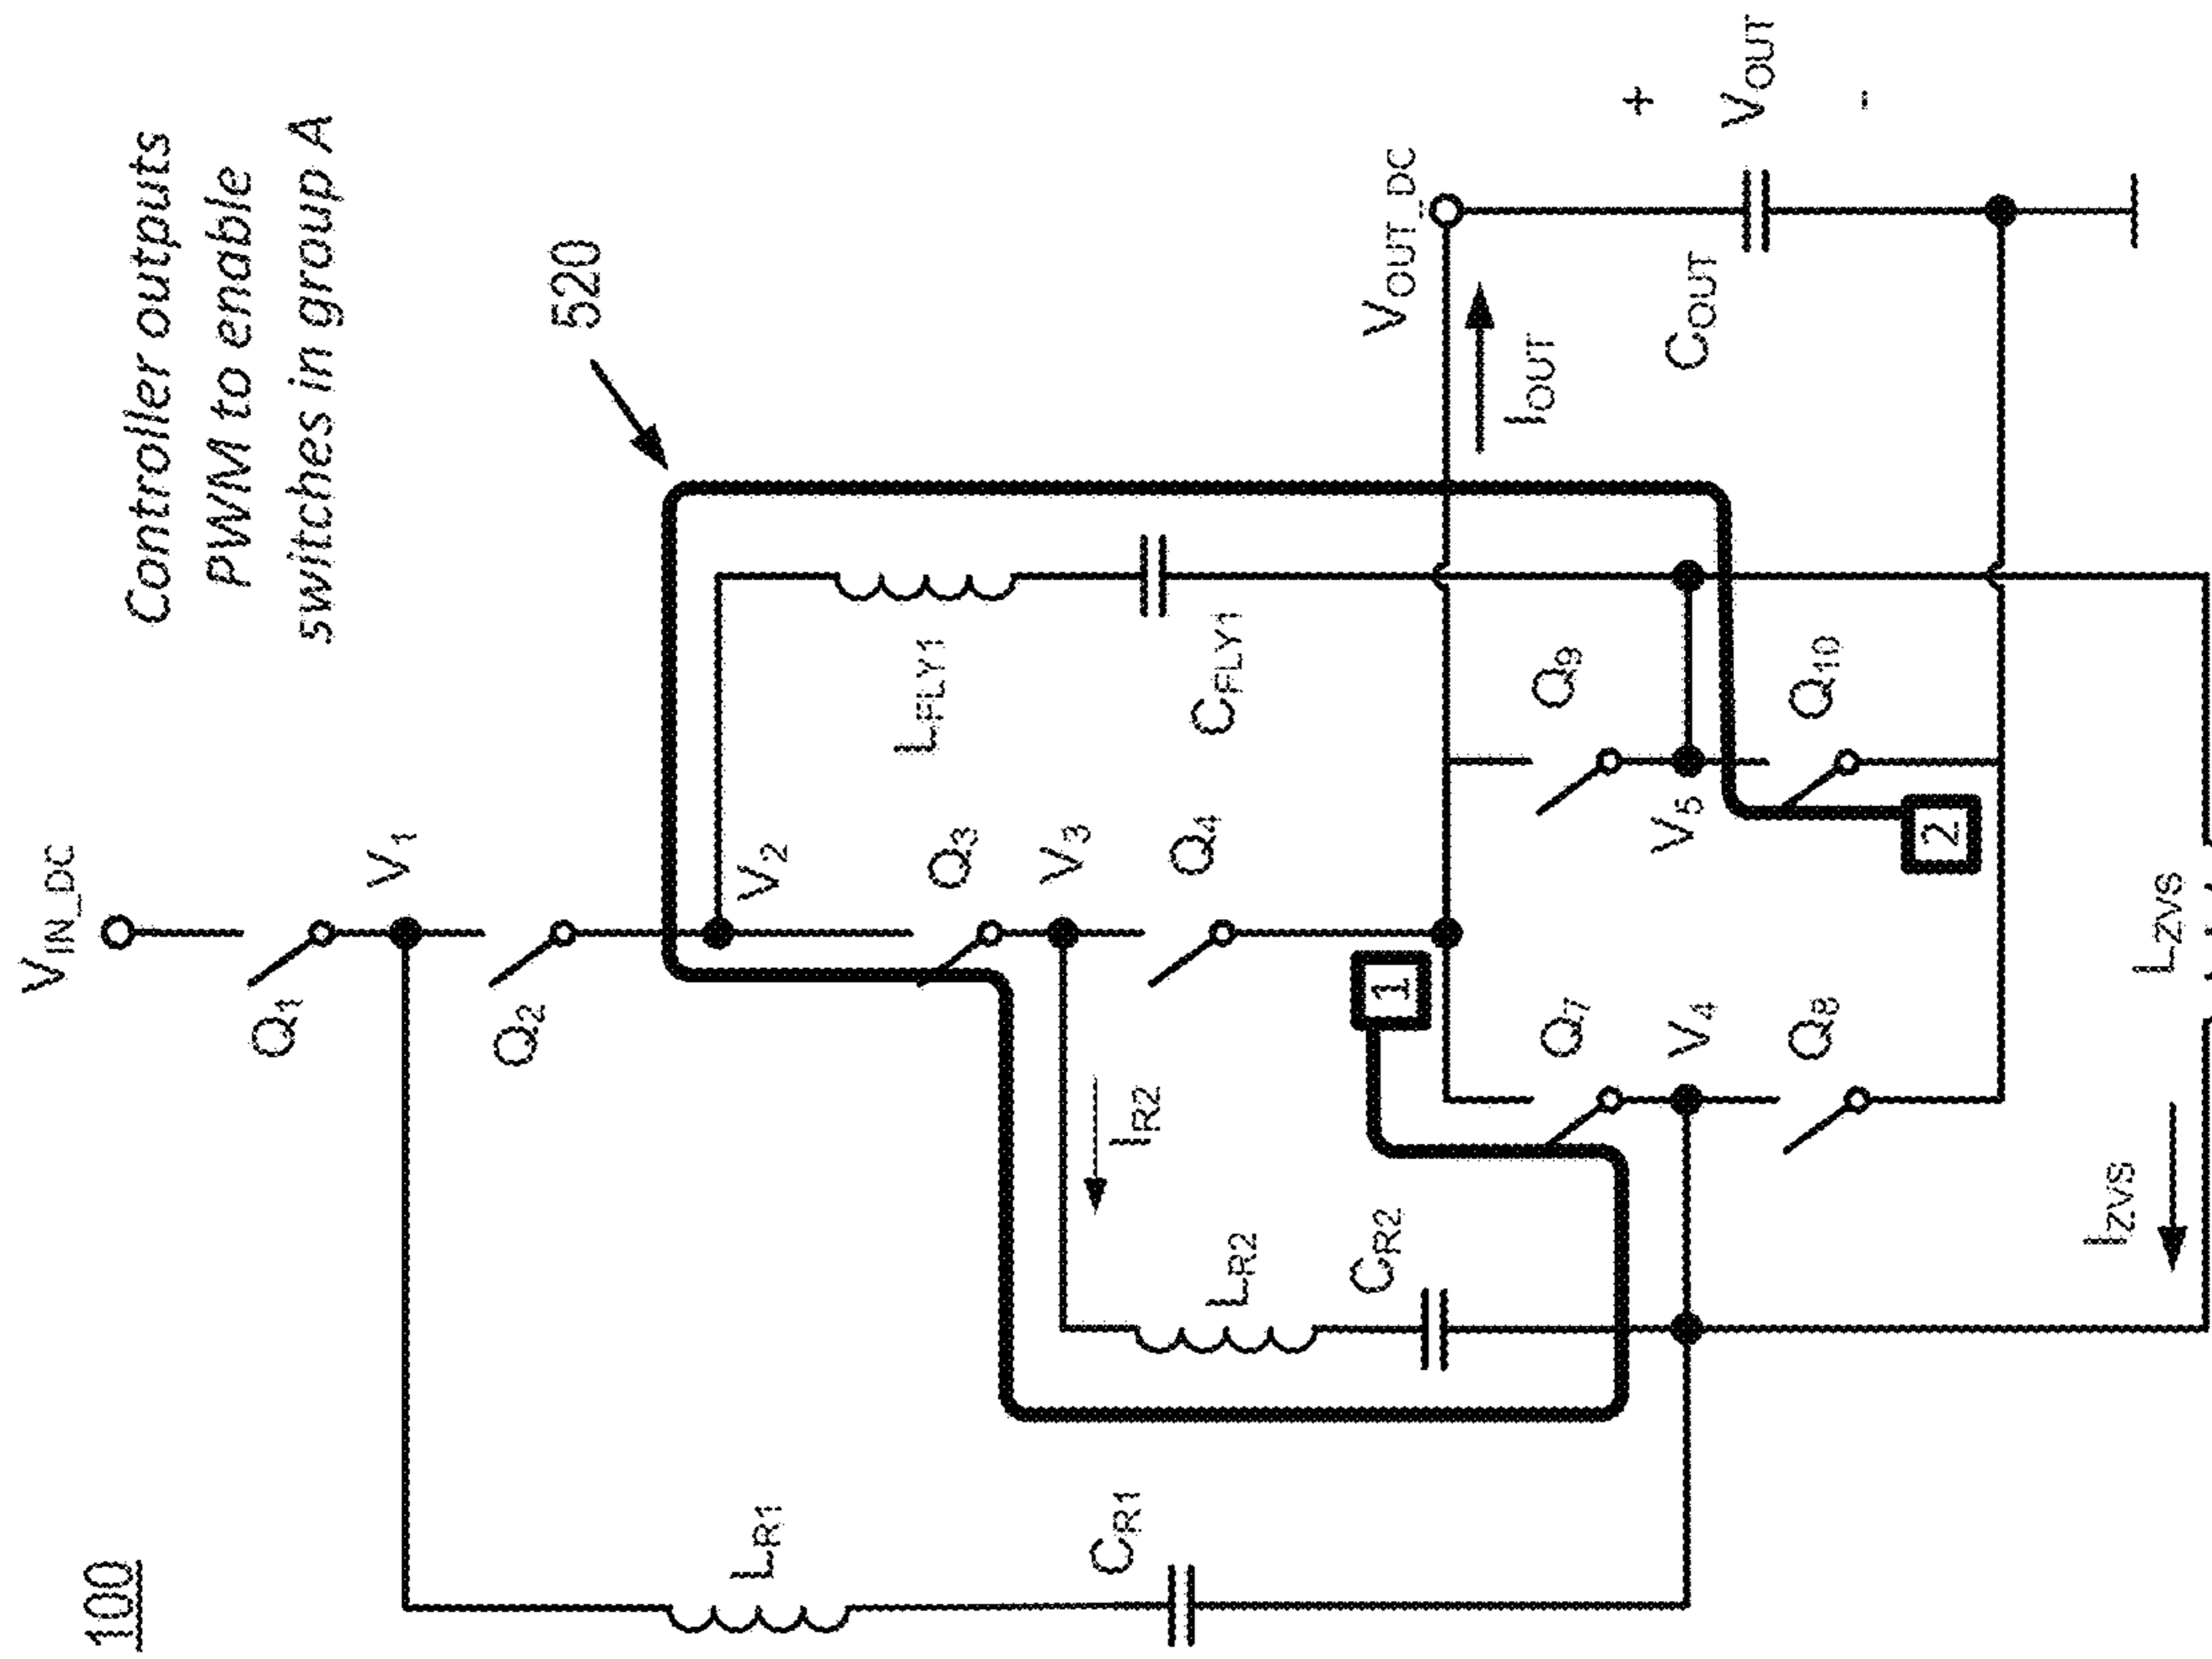 100
Controller outputs
PWM to enable
switches in group A
520
V_IN_DC
Q1
V1
Q2
V2
Q3
V3
Q4
L_R1
C_R1
I_R2
L_R2
C_R2
L_FLY1
C_FLY1
1
V_OUT_DC
I_OUT
C_OUT
+
V_OUT
-
Q7
V4
Q8
Q9
V5
Q10
2
I_ZVS
L_ZVS